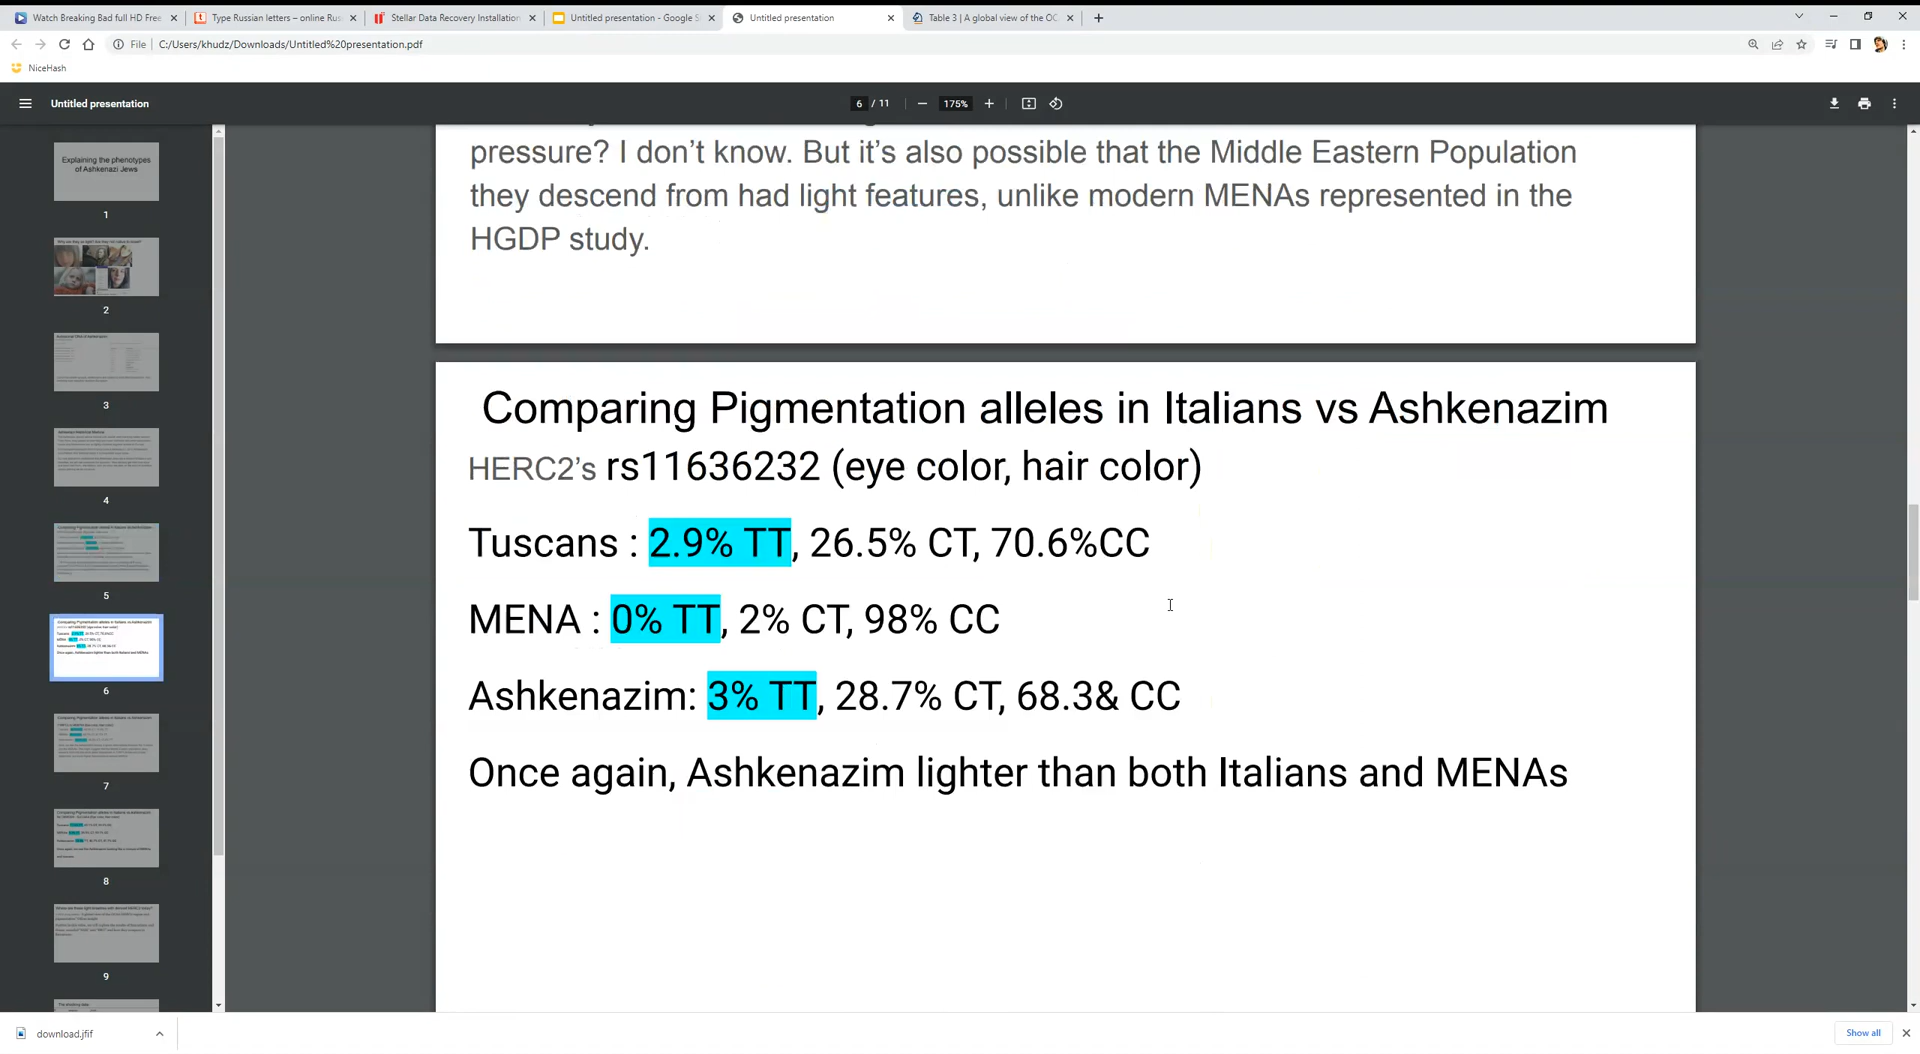 Watch Breaking Bad full HD Free
Type Russian letters – online Rus
Stellar Data Recovery Installation
Untitled presentation - Google S
Untitled presentation
Table 3 | A global view of the OC
File
C:/Users/khudz/Downloads/Untitled%20presentation.pdf
NiceHash
Untitled presentation
6 / 11
175%
Explaining the phenotypes
of Ashkenazi Jews
1
2
3
4
5
6
7
8
9
pressure? I don't know. But it's also possible that the Middle Eastern Population
they descend from had light features, unlike modern MENAs represented in the
HGDP study.
Comparing Pigmentation alleles in Italians vs Ashkenazim
HERC2's rs11636232 (eye color, hair color)
Tuscans : 2.9% TT, 26.5% CT, 70.6%CC
MENA : 0% TT, 2% CT, 98% CC
Ashkenazim: 3% TT, 28.7% CT, 68.3& CC
Once again, Ashkenazim lighter than both Italians and MENAs
download.jfif
Show all